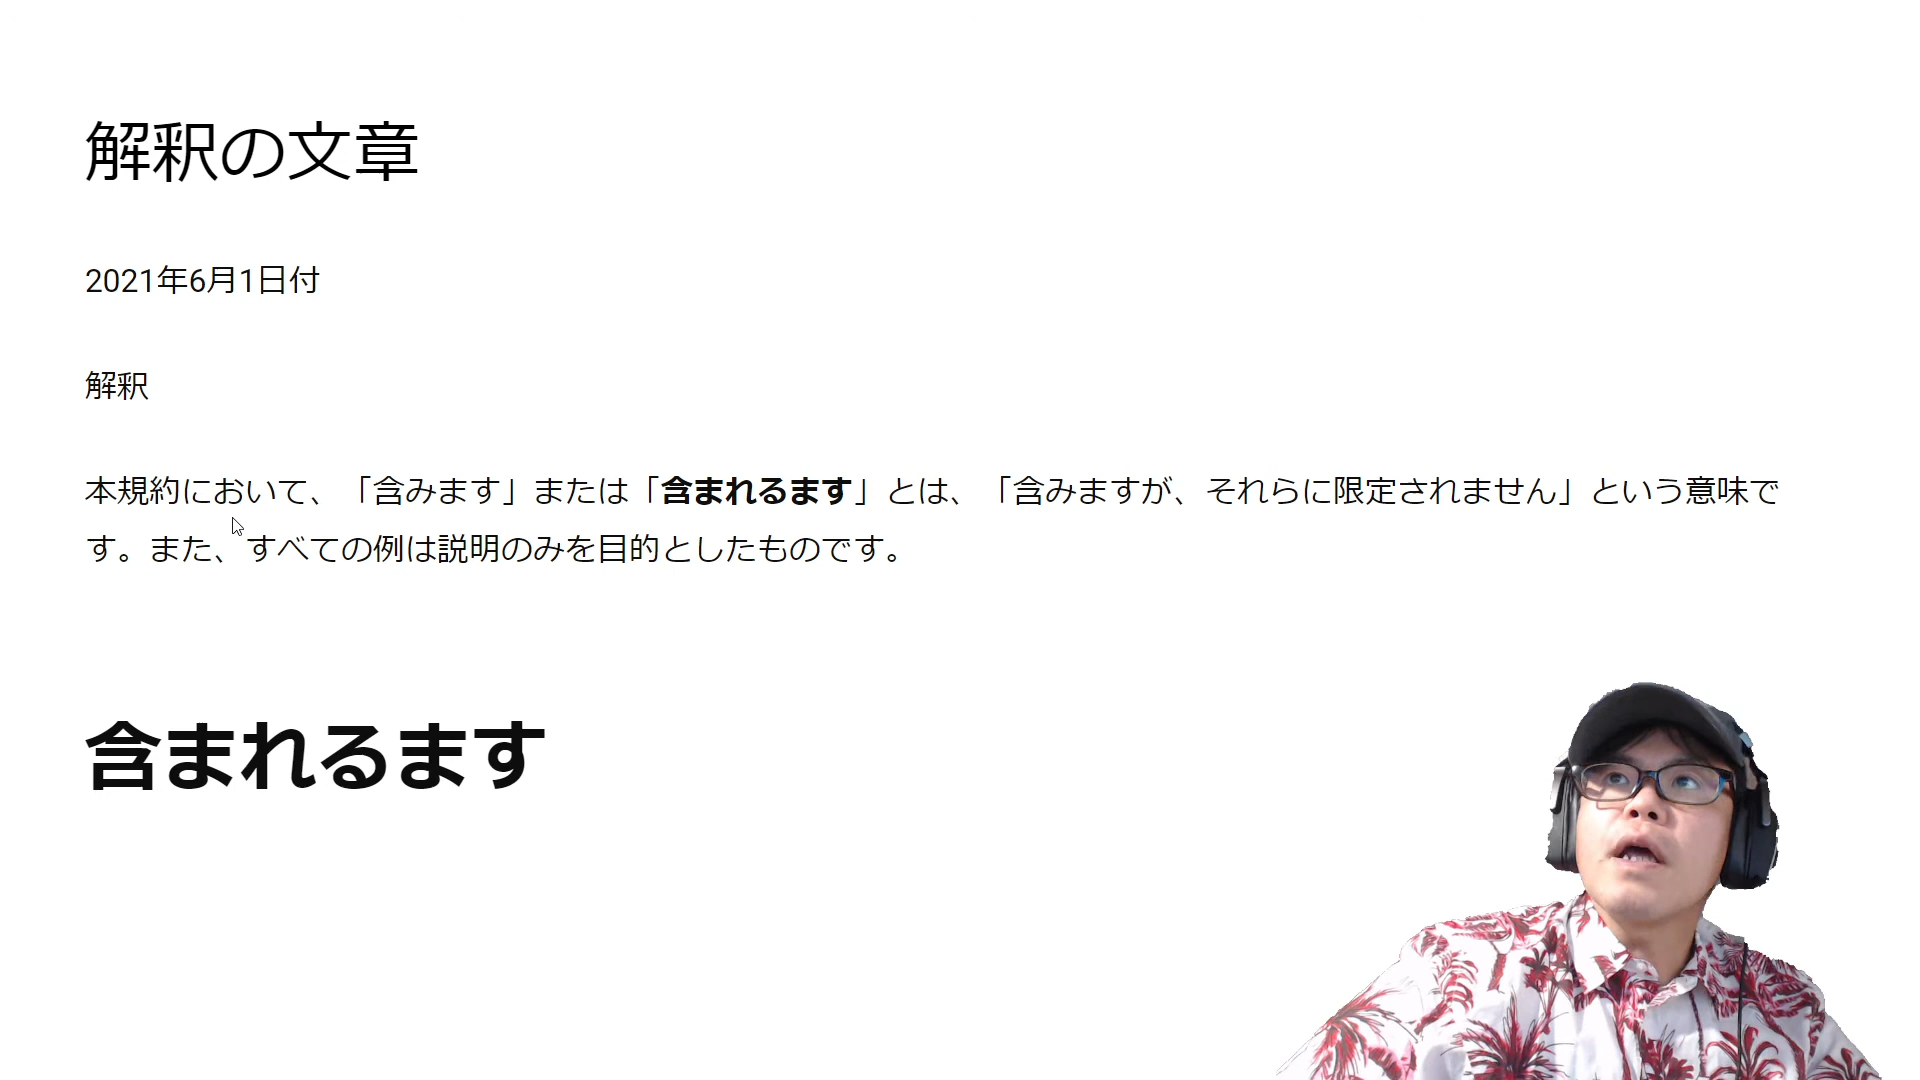 解釈の文章
2021年6月1日付
解釈
本規約において、「含みます」または「含まれるます」とは、「含みますが、それらに限定されません」という意味で
す。また、すべての例は説明のみを目的としたものです。
含まれるます